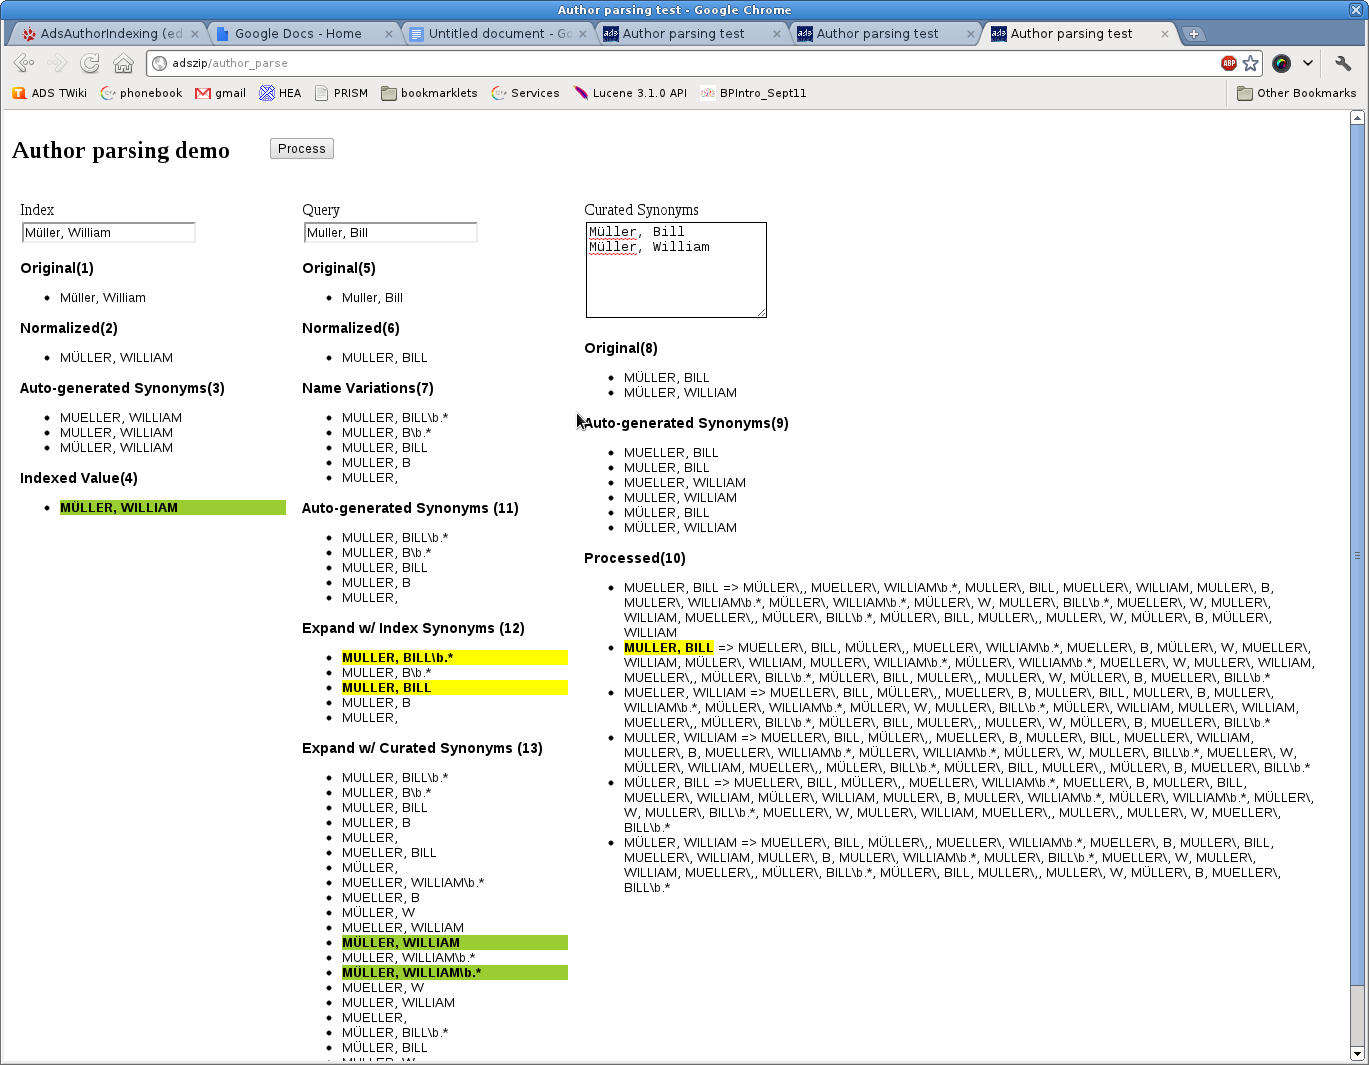 Author parsing test - Google Chrome
AdsAuthorIndexing (ed
Google Docs - Home
Untitled document - Go
Author parsing test
Author parsing test
Author parsing test
adszip/author_parse
ABP
ADS TWiki
phonebook
gmail
HEA
PRISM
bookmarklets
Services
Lucene 3.1.0 API
BPIntro_Sept11
Other Bookmarks
Author parsing demo
Process
Index
Müller, William
Original(1)
Müller, William
Normalized(2)
MÜLLER, WILLIAM
Auto-generated Synonyms(3)
MUELLER, WILLIAM
MULLER, WILLIAM
MÜLLER, WILLIAM
Indexed Value(4)
MÜLLER, WILLIAM
Query
Muller, Bill
Original(5)
Muller, Bill
Normalized(6)
MULLER, BILL
Name Variations(7)
MULLER, BILL\b.*
MULLER, B\b.*
MULLER, BILL
MULLER, B
MULLER,
Auto-generated Synonyms (11)
MULLER, BILL\b.*
MULLER, B\b.*
MULLER, BILL
MULLER, B
MULLER,
Expand w/ Index Synonyms (12)
MULLER, BILL\b.*
MULLER, B\b.*
MULLER, BILL
MULLER, B
MULLER,
Expand w/ Curated Synonyms (13)
MULLER, BILL\b.*
MULLER, B\b.*
MULLER, BILL
MULLER, B
MULLER,
MUELLER, BILL
MÜLLER,
MUELLER, WILLIAM\b.*
MUELLER, B
MÜLLER, W
MUELLER, WILLIAM
MÜLLER, WILLIAM
MULLER, WILLIAM\b.*
MÜLLER, WILLIAM\b.*
MUELLER, W
MULLER, WILLIAM
MUELLER,
MÜLLER, BILL\b.*
MÜLLER, BILL
MULLER, W
Curated Synonyms
Müller, Bill
Müller, William
Original(8)
MÜLLER, BILL
MÜLLER, WILLIAM
Auto-generated Synonyms(9)
MUELLER, BILL
MULLER, BILL
MUELLER, WILLIAM
MULLER, WILLIAM
MÜLLER, BILL
MÜLLER, WILLIAM
Processed(10)
MUELLER, BILL => MÜLLER\,, MUELLER\, WILLIAM\b.*, MULLER\, BILL, MUELLER\, WILLIAM, MULLER\, B,
MULLER\, WILLIAM\b.*, MÜLLER\, WILLIAM\b.*, MÜLLER\, W, MULLER\, BILL\b.*, MUELLER\, W, MULLER\,
WILLIAM, MUELLER\,, MÜLLER\, BILL\b.*, MÜLLER\, BILL, MULLER\,, MULLER\, W, MÜLLER\, B, MÜLLER\,
WILLIAM
MULLER, BILL => MUELLER\, BILL, MÜLLER\,, MUELLER\, WILLIAM\b.*, MUELLER\, B, MÜLLER\, W, MUELLER\,
WILLIAM, MÜLLER\, WILLIAM, MULLER\, WILLIAM\b.*, MÜLLER\, WILLIAM\b.*, MUELLER\, W, MULLER\, WILLIAM,
MUELLER\,, MÜLLER\, BILL\b.*, MÜLLER\, BILL, MULLER\,, MULLER\, W, MÜLLER\, B, MUELLER\, BILL\b.*
MUELLER, WILLIAM => MUELLER\, BILL, MÜLLER\,, MUELLER\, B, MULLER\, BILL, MULLER\, B, MULLER\,
WILLIAM\b.*, MÜLLER\, WILLIAM\b.*, MÜLLER\, W, MULLER\, BILL\b.*, MÜLLER\, WILLIAM, MULLER\, WILLIAM,
MUELLER\,, MÜLLER\, BILL\b.*, MÜLLER\, BILL, MULLER\,, MULLER\, W, MÜLLER\, B, MUELLER\, BILL\b.*
MULLER, WILLIAM => MUELLER\, BILL, MÜLLER\,, MUELLER\, B, MULLER\, BILL, MUELLER\, WILLIAM,
MULLER\, B, MUELLER\, WILLIAM\b.*, MÜLLER\, WILLIAM\b.*, MÜLLER\, W, MULLER\, BILL\b.*, MUELLER\, W,
MÜLLER\, WILLIAM, MUELLER\,, MÜLLER\, BILL\b.*, MÜLLER\, BILL, MULLER\,, MÜLLER\, B, MUELLER\, BILL\b.*
MÜLLER, BILL => MUELLER\, BILL, MÜLLER\,, MUELLER\, WILLIAM\b.*, MUELLER\, B, MULLER\, BILL,
MUELLER\, WILLIAM, MÜLLER\, WILLIAM, MULLER\, B, MULLER\, WILLIAM\b.*, MÜLLER\, WILLIAM\b.*, MÜLLER\,
W, MULLER\, BILL\b.*, MUELLER\, W, MULLER\, WILLIAM, MUELLER\,, MULLER\,, MULLER\, W, MUELLER\,
BILL\b.*
MÜLLER, WILLIAM => MUELLER\, BILL, MÜLLER\,, MUELLER\, WILLIAM\b.*, MUELLER\, B, MULLER\, BILL,
MUELLER\, WILLIAM, MULLER\, B, MULLER\, WILLIAM\b.*, MULLER\, BILL\b.*, MUELLER\, W, MULLER\,
WILLIAM, MUELLER\,, MÜLLER\, BILL\b.*, MÜLLER\, BILL, MULLER\,, MULLER\, W, MÜLLER\, B, MUELLER\,
BILL\b.*